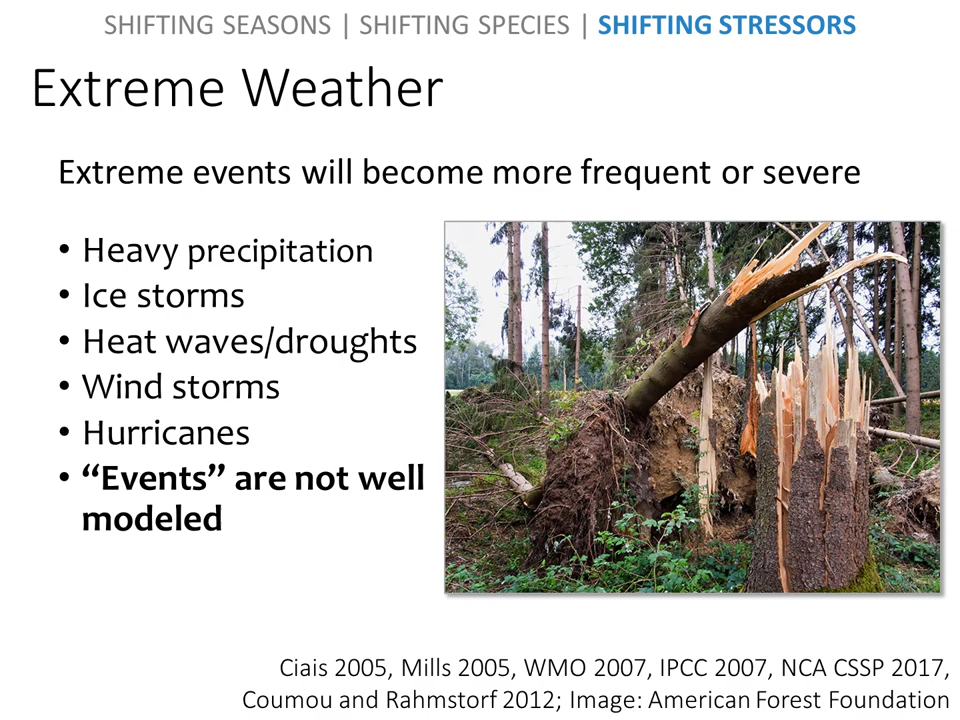 SHIFTING SEASONS | SHIFTING SPECIES | SHIFTING STRESSORS
Extreme Weather
Extreme events will become more frequent or severe
• Heavy precipitation
• Ice storms
• Heat waves/droughts
• Wind storms
• Hurricanes
• “Events” are not well
modeled
Ciais 2005, Mills 2005, WMO 2007, IPCC 2007, NCA CSSP 2017,
Coumou and Rahmstorf 2012; Image: American Forest Foundation